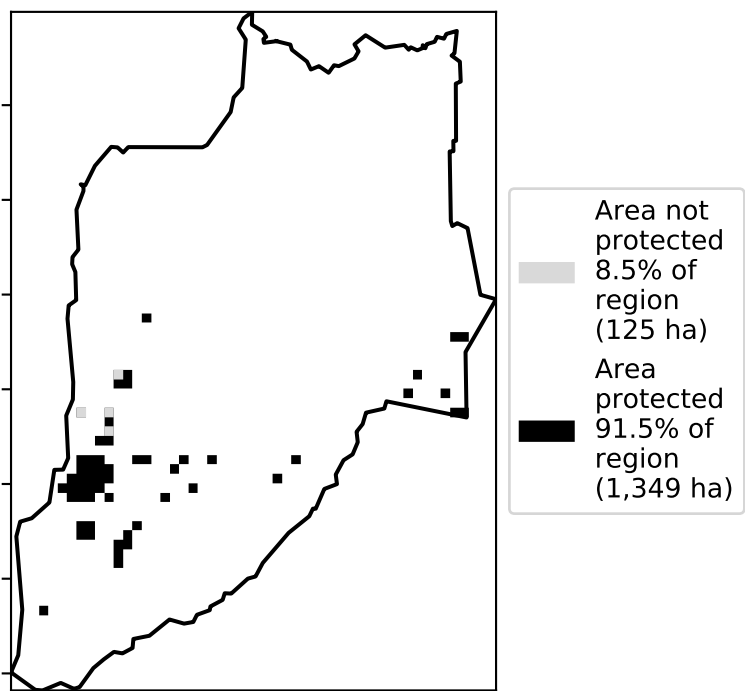 Area not
protected
8.5% of
region
(125 ha)
Area
protected
91.5% of
region
(1,349 ha)